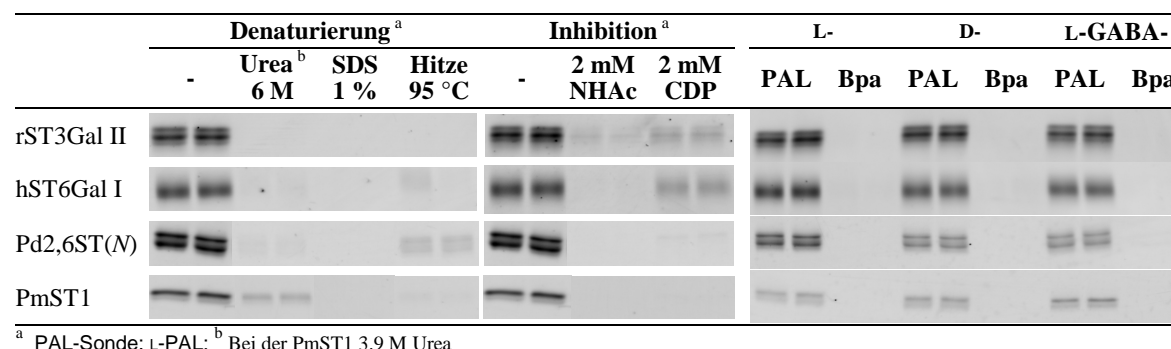 Denaturierung a Inhibition a L- D- L-GABA-
- Urea b 6 M SDS 1 % Hitze 95 °C - 2 mM NHAc 2 mM CDP PAL Bpa PAL Bpa PAL Bpa
rST3Gal II
hST6Gal I
Pd2,6ST(N)
PmST1
a PAL-Sonde: L-PAL; b Bei der PmST1 3.9 M Urea